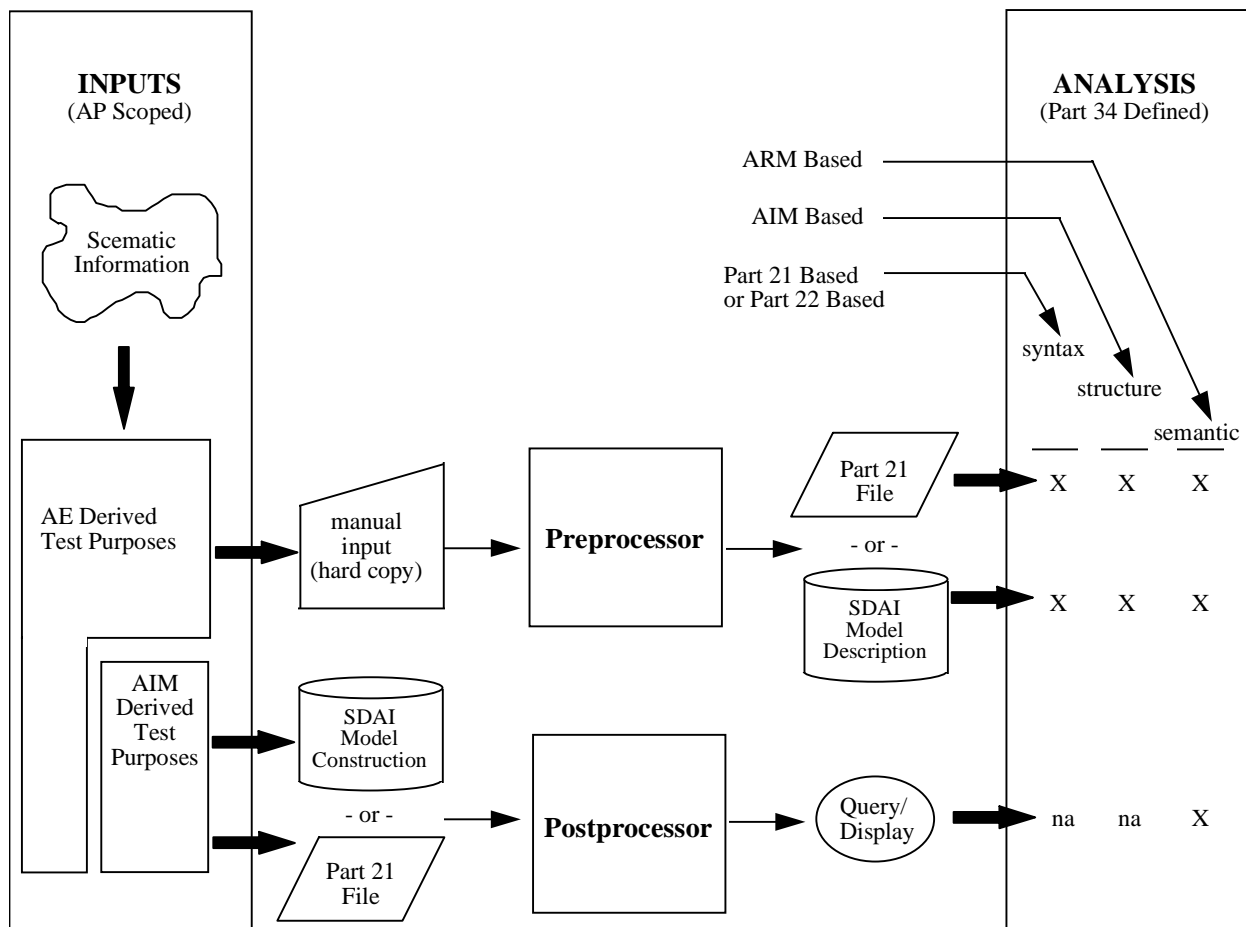 INPUTS
(AP Scoped)
Scematic
Information
AE Derived
Test Purposes
AIM
Derived
Test
Purposes
manual
input
(hard copy)
Preprocessor
Part 21
File
- or -
SDAI
Model
Description
SDAI
Model
Construction
- or -
Part 21
File
Postprocessor
Query/
Display
ANALYSIS
(Part 34 Defined)
ARM Based
AIM Based
Part 21 Based
or Part 22 Based
syntax
structure
semantic
X X X
X X X
na na X